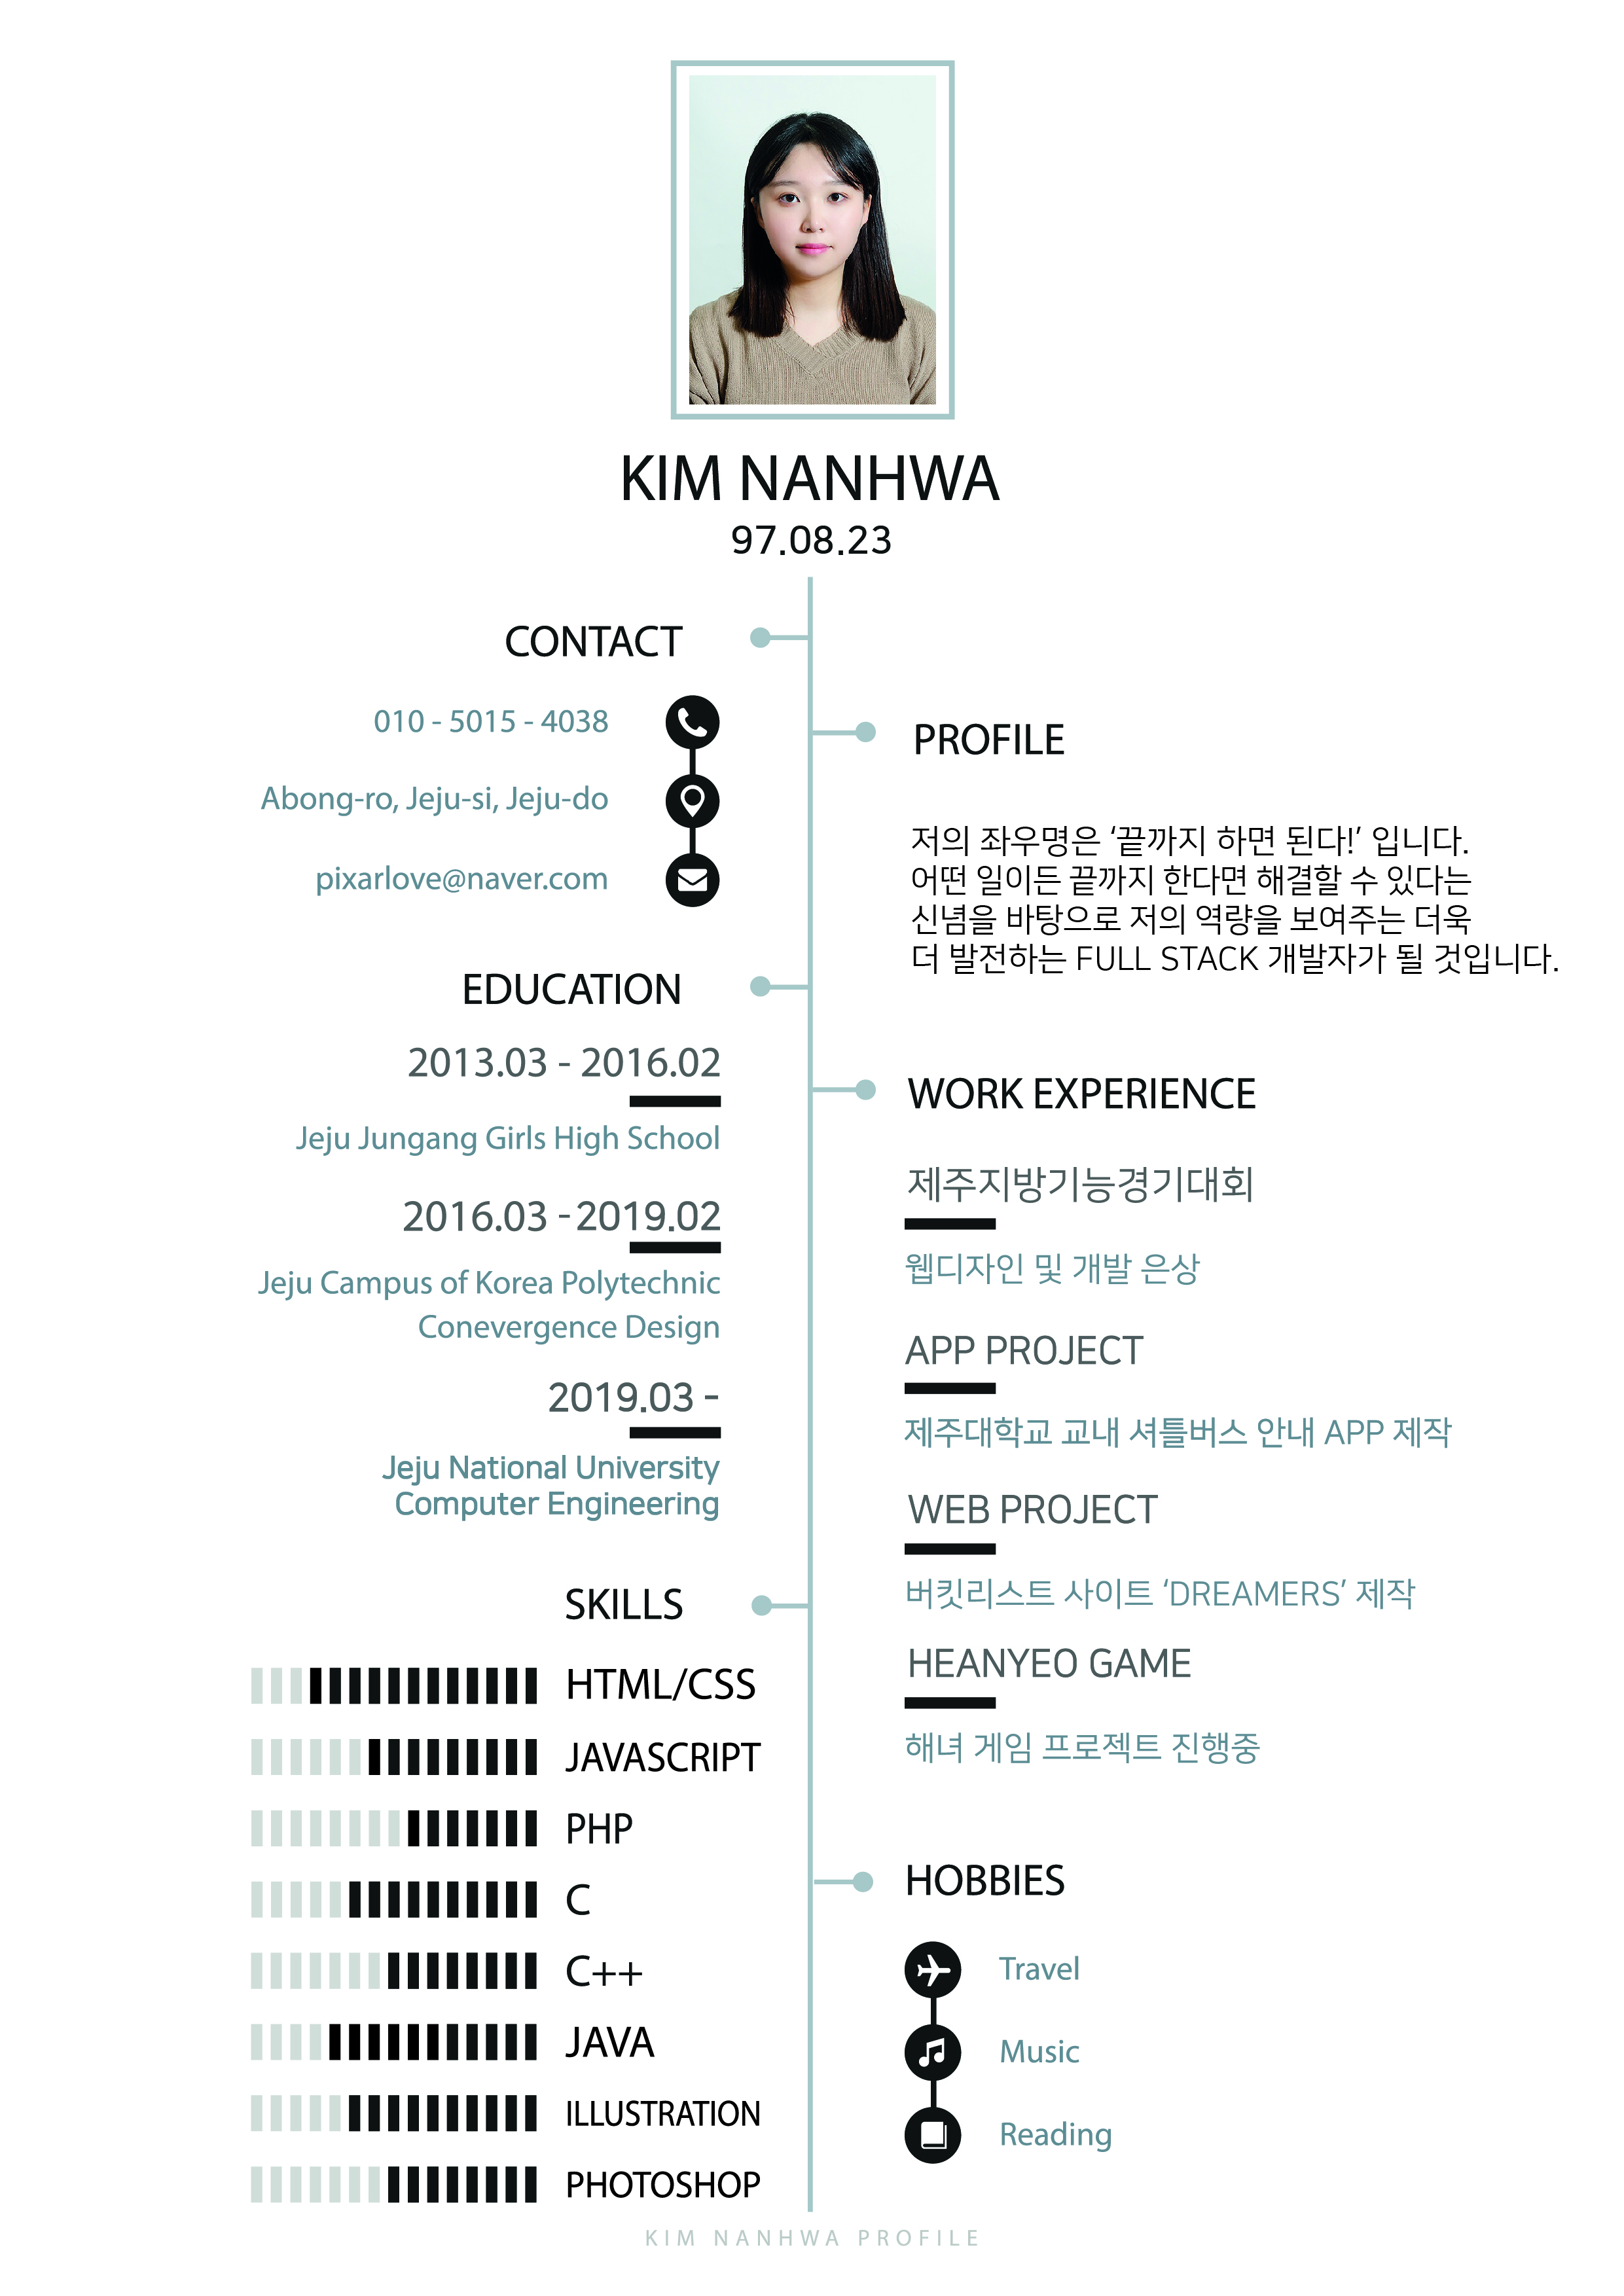 KIM NANHWA
97.08.23
CONTACT
010 - 5015 - 4038
Abong-ro, Jeju-si, Jeju-do
pixarlove@naver.com
EDUCATION
2013.03 - 2016.02
Jeju Jungang Girls High School
2016.03 - 2019.02
Jeju Campus of Korea Polytechnic
Conevergence Design
2019.03 -
Jeju National University
Computer Engineering
SKILLS
HTML/CSS
JAVASCRIPT
PHP
C
C++
JAVA
ILLUSTRATION
PHOTOSHOP
PROFILE
저의 좌우명은 ‘끝까지 하면 된다!’ 입니다.
어떤 일이든 끝까지 한다면 해결할 수 있다는
신념을 바탕으로 저의 역량을 보여주는 더욱
더 발전하는 FULL STACK 개발자가 될 것입니다.
WORK EXPERIENCE
제주지방기능경기대회
웹디자인 및 개발 은상
APP PROJECT
제주대학교 교내 셔틀버스 안내 APP 제작
WEB PROJECT
버킷리스트 사이트 ‘DREAMERS’ 제작
HEANYEO GAME
해녀 게임 프로젝트 진행중
HOBBIES
Travel
Music
Reading
KIM NANHWA PROFILE